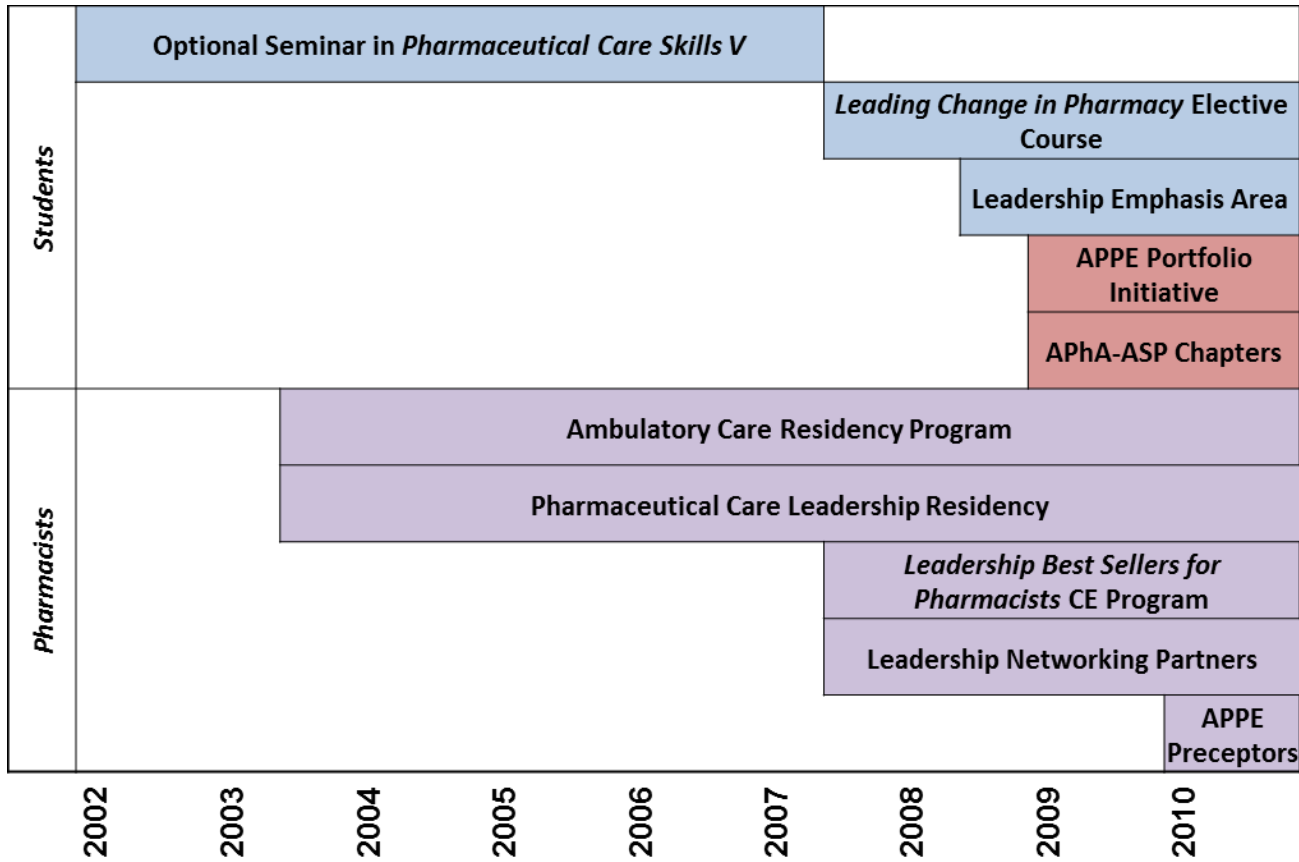 Students
Optional Seminar in Pharmaceutical Care Skills V
Leading Change in Pharmacy Elective
Course
Leadership Emphasis Area
APPE Portfolio
Initiative
APhA-ASP Chapters
Pharmacists
Ambulatory Care Residency Program
Pharmaceutical Care Leadership Residency
Leadership Best Sellers for
Pharmacists CE Program
Leadership Networking Partners
APPE
Preceptors
2002
2003
2004
2005
2006
2007
2008
2009
2010